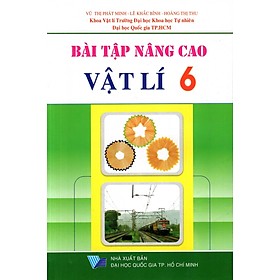 VŨ THỊ PHÁT MINH - LÊ KHẮC BÌNH - HOÀNG THỊ THU
Khoa Vật lí Trường Đại học Khoa học Tự nhiên
Đại học Quốc gia TP.HCM
BÀI TẬP NÂNG CAO
VẬT LÍ 6
NHÀ XUẤT BẢN
ĐẠI HỌC QUỐC GIA TP. HỒ CHÍ MINH